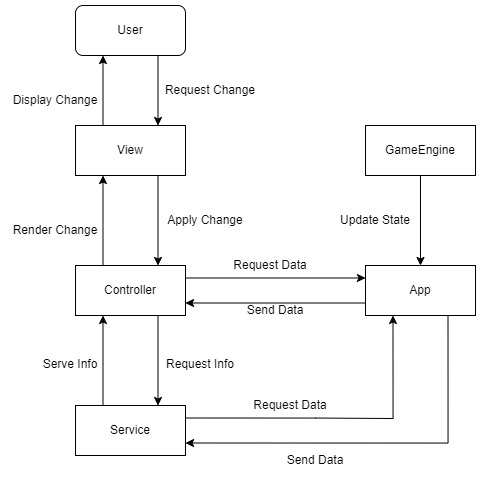 User
Display Change
Request Change
View
GameEngine
Render Change
Apply Change
Update State
Controller
Request Data
App
Send Data
Serve Info
Request Info
Service
Request Data
Send Data